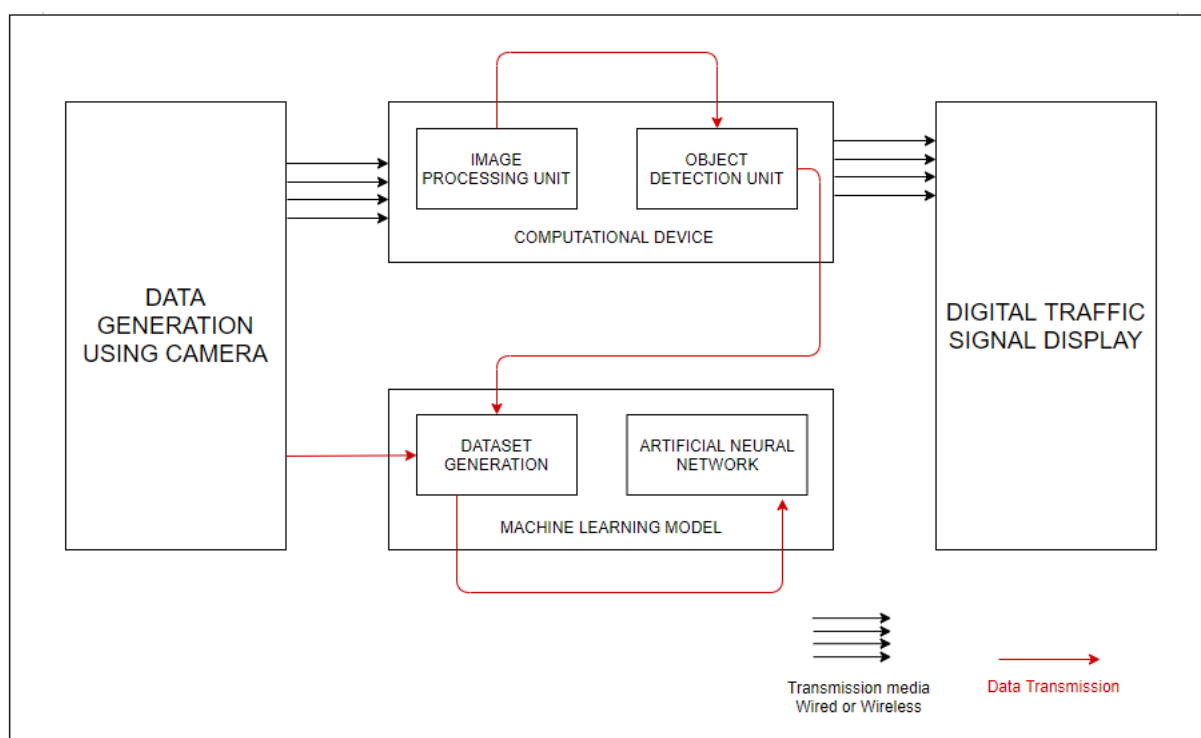 DATA
GENERATION
USING CAMERA
IMAGE
PROCESSING UNIT
OBJECT
DETECTION UNIT
COMPUTATIONAL DEVICE
DATASET
GENERATION
ARTIFICIAL NEURAL
NETWORK
MACHINE LEARNING MODEL
DIGITAL TRAFFIC
SIGNAL DISPLAY
Transmission media
Wired or Wireless
Data Transmission